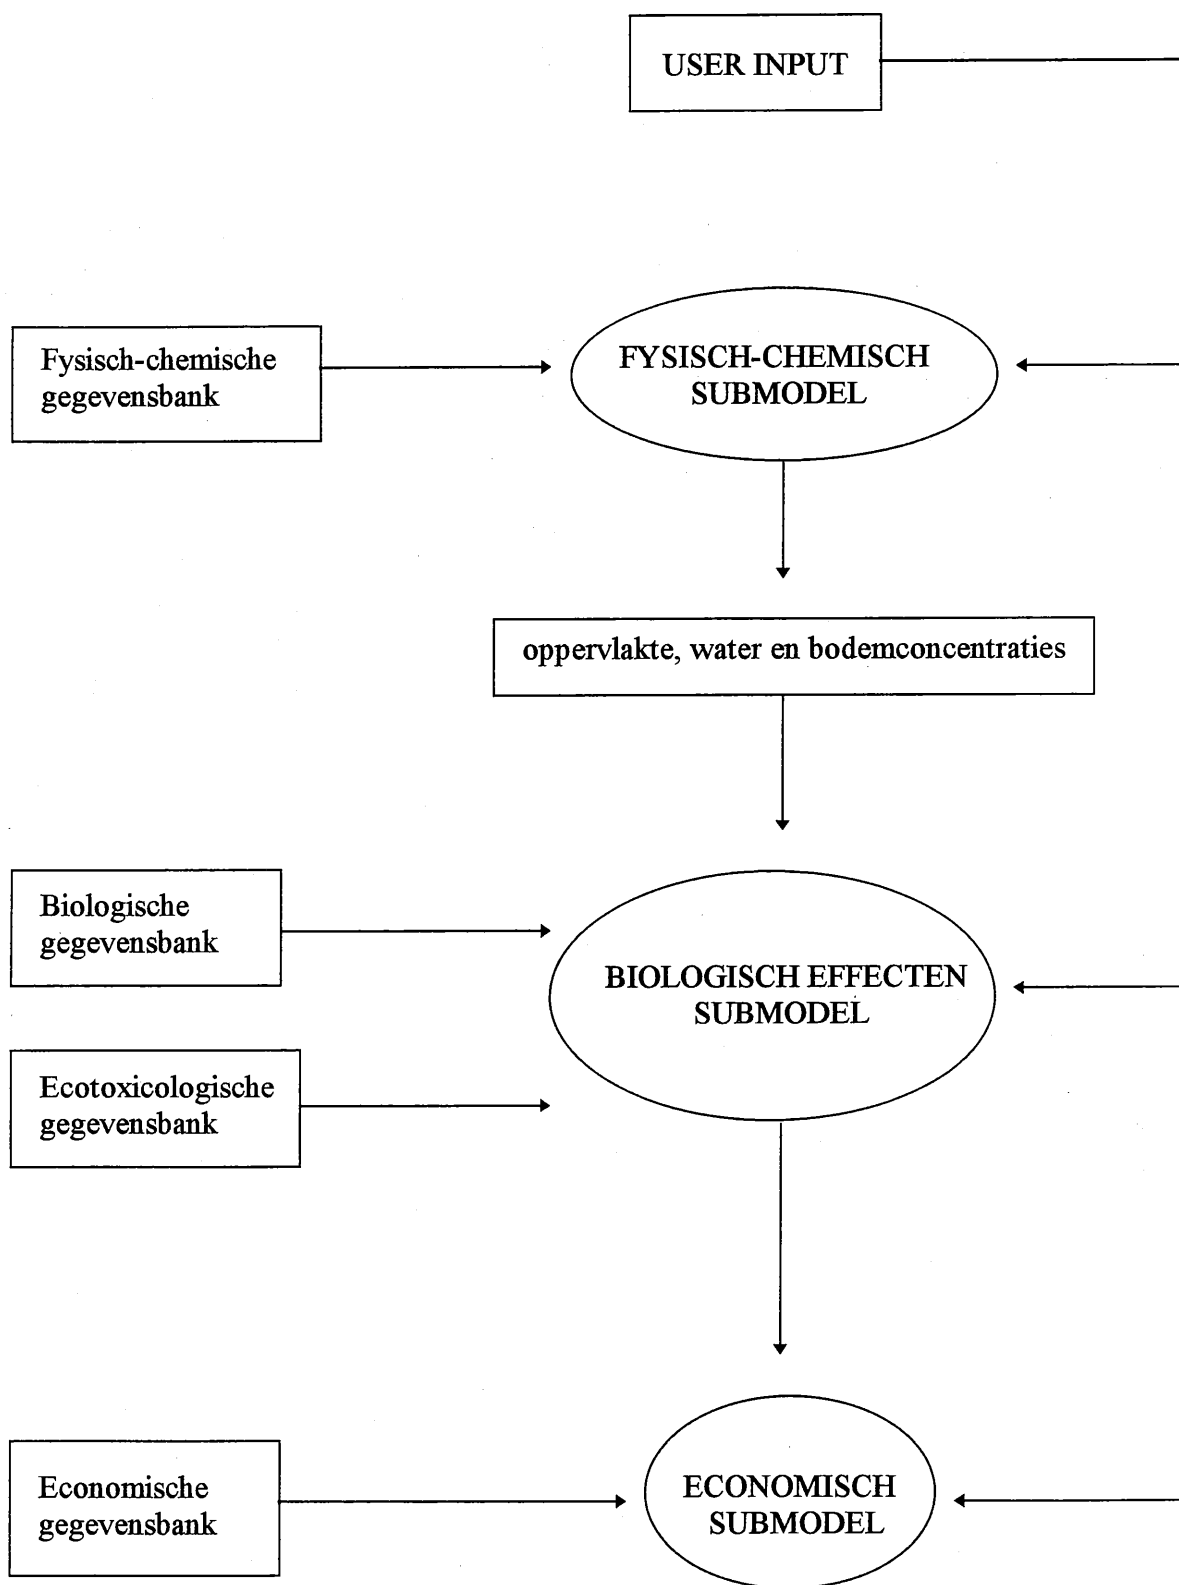 USER INPUT
Fysisch-chemische
gegevensbank
FYSISCH-CHEMISCH
SUBMODEL
oppervlakte, water en bodemconcentraties
Biologische
gegevensbank
BIOLOGISCH EFFECTEN
SUBMODEL
Ecotoxicologische
gegevensbank
Economische
gegevensbank
ECONOMISCH
SUBMODEL